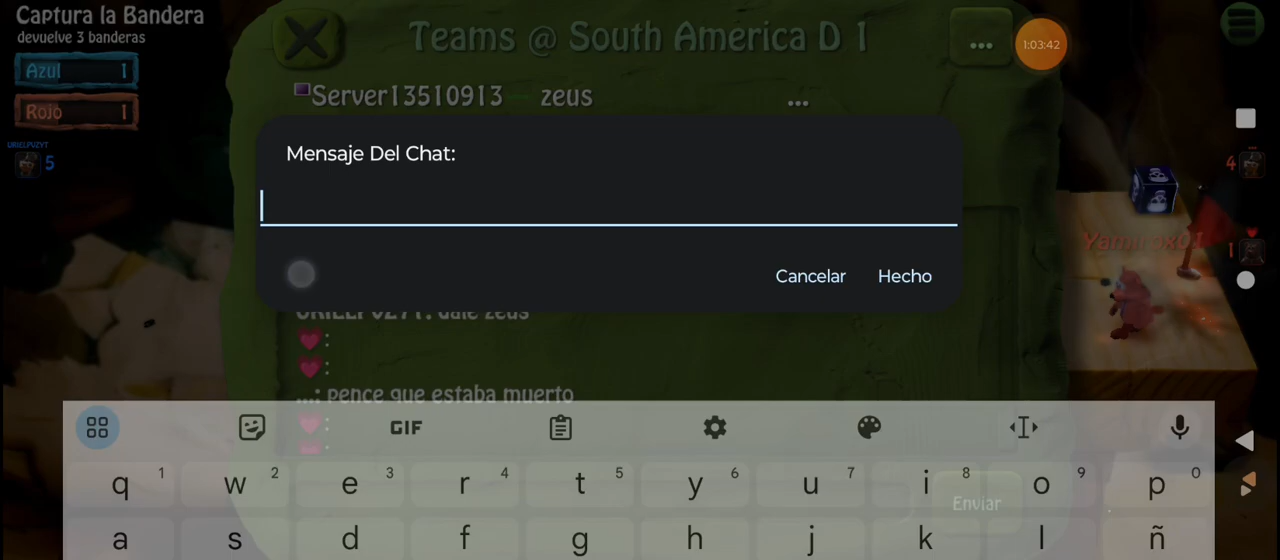 Captura la Bandera
devuelve 3 banderas
Azul 1
Rojo 1
URIELPVZYT
5
Teams @ South America D 1
...
1:03:42
Server13510913 zeus ...
Mensaje Del Chat:
Cancelar Hecho
URIELPVZYT: dale zeus
:
:
...: pence que estaba muerto
:
4
1
GIF
q 1 w 2 e 3 r 4 t 5 y 6 u 7 i 8 o 9 p 0
Enviar
a s d f g h j k l ñ